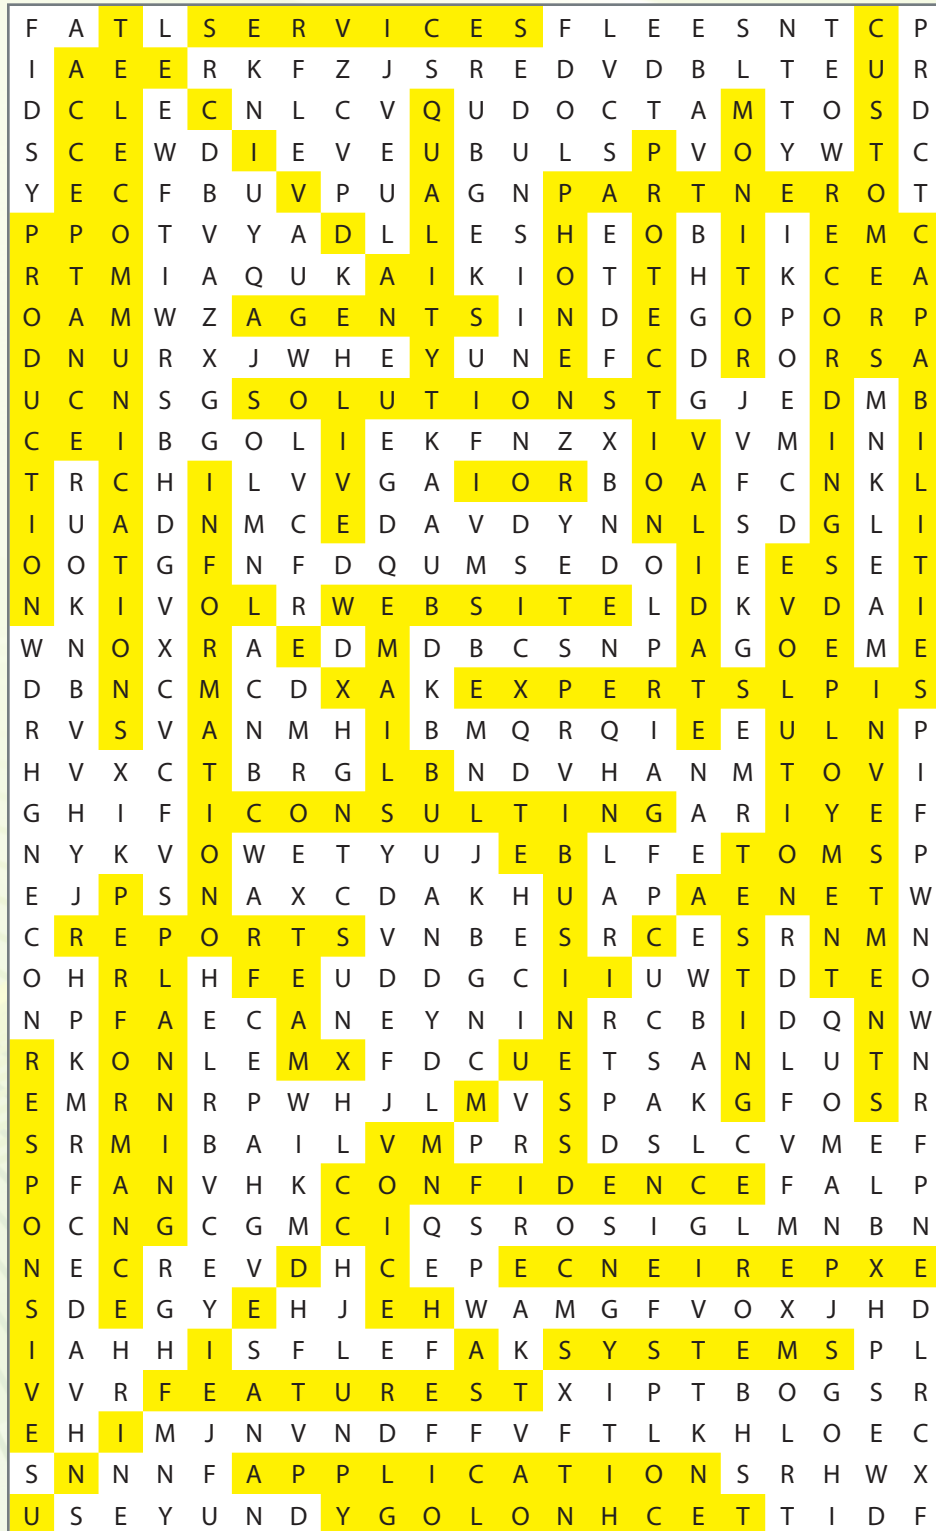 F A T L S E R V I C E S F L E E S N T C P
I A E E R K F Z J S R E D V D B L T E U R
D C L E C N L C V Q U D O C T A M T O S D
S C E W D I E V E U B U L S P V O Y W T C
Y E C F B U V P U A G N P A R T N E R O T
P P O T V Y A D L L E S H E O B I I E M C
R T M I A Q U K A I K I O T T H T K C E A
O A M W Z A G E N T S I N D E G O P O R P
D N U R X J W H E Y U N E F C D R O R S A
U C N S G S O L U T I O N S T G J E D M B
C E I B G O L I E K F N Z X I V V M I N I
T R C H I L V V G A I O R B O A F C N K L
I U A D N M C E D A V D Y N N L S D G L I
O O T G F N F D Q U M S E D O I E E S E T
N K I V O L R W E B S I T E L D K V D A I
W N O X R A E D M D B C S N P A G O E M E
D B N C M C D X A K E X P E R T S L P I S
R V S V A N M H I B M Q R Q I E E U L N P
H V X C T B R G L B N D V H A N M T O V I
G H I F I C O N S U L T I N G A R I Y E F
N Y K V O W E T Y U J E B L F E T O M S P
E J P S N A X C D A K H U A P A E N E T W
C R E P O R T S V N B E S R C E S R N M N
O H R L H F E U D D G C I I U W T D T E O
N P F A E C A N E Y N I N R C B I D Q N W
R K O N L E M X F D C U E T S A N L U T N
E M R N R P W H J L M V S P A K G F O S R
S R M I B A I L V M P R S D S L C V M E F
P F A N V H K C O N F I D E N C E F A L P
O C N G C G M C I Q S R O S I G L M N B N
N E C R E V D H C E P E C N E I R E P X E
S D E G Y E H J E H W A M G F V O X J H D
I A H H I S F L E F A K S Y S T E M S P L
V V R F E A T U R E S T X I P T B O G S R
E H I M J N V N D F F V F T L K H L O E C
S N N N F A P P L I C A T I O N S R H W X
U S E Y U N D Y G O L O N H C E T T I D F